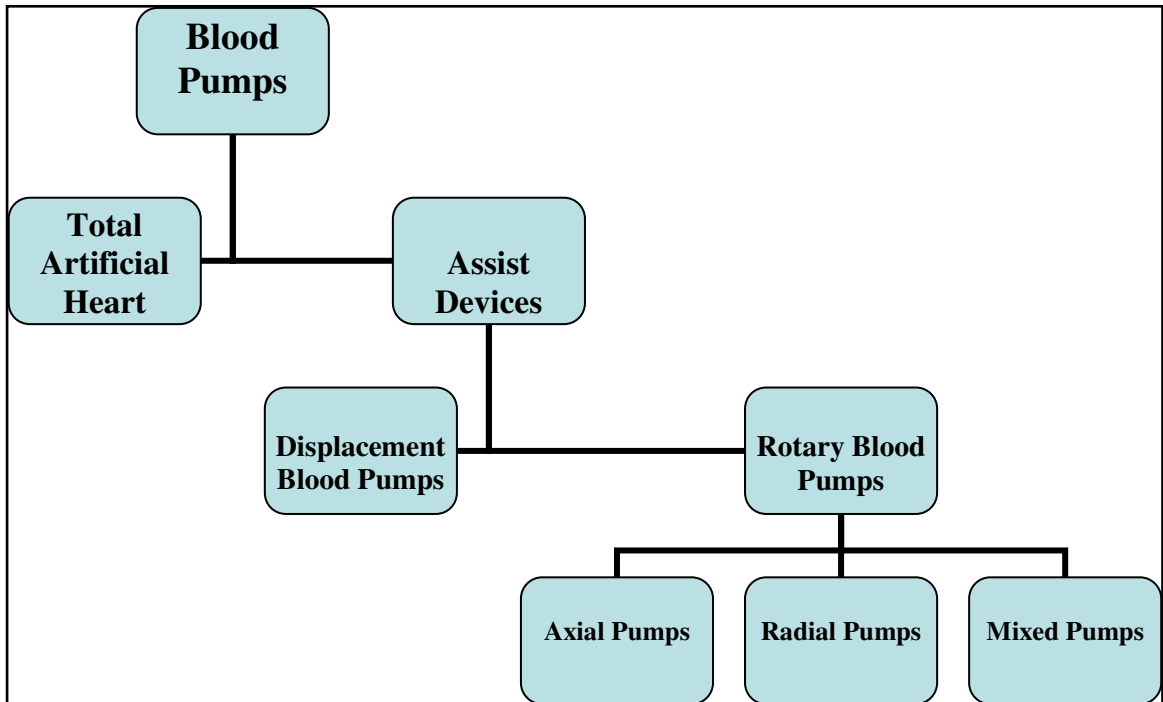 Blood
Pumps
Total
Artificial
Heart
Assist
Devices
Displacement
Blood Pumps
Rotary Blood
Pumps
Axial Pumps
Radial Pumps
Mixed Pumps